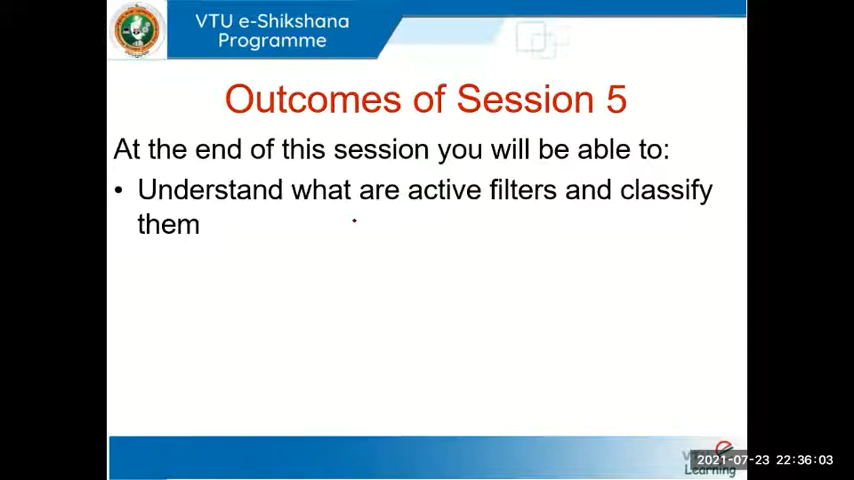 VTU e-Shikshana
Programme
Outcomes of Session 5
At the end of this session you will be able to:
• Understand what are active filters and classify
them
2021-07-23 22:36:03
Learning